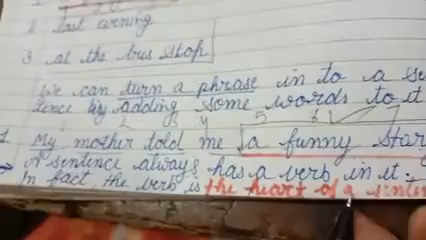 2 last evening
3 at the bus stop
We can turn a phrase in to a se
tence by adding some words to it
1. My mother told me a funny stor
→ A sentence always has a verb in it.
In fact, the verb is the heart of a senten